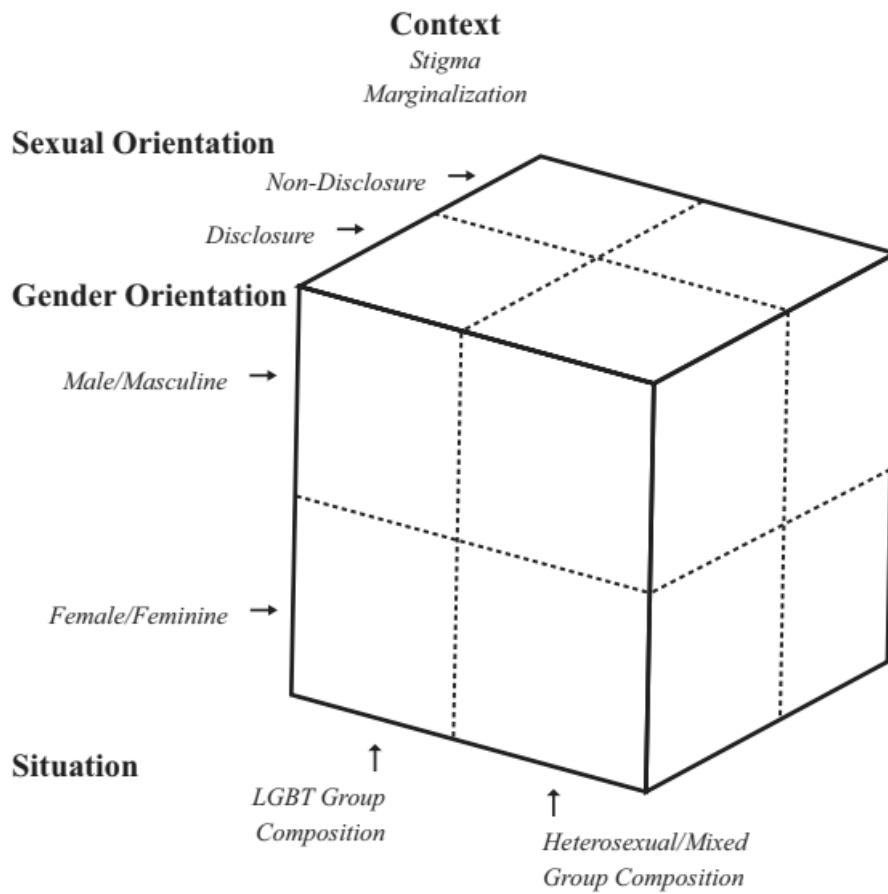 Context
Stigma
Marginalization
Sexual Orientation
Non-Disclosure
Disclosure
Gender Orientation
Male/Masculine
Female/Feminine
Situation
LGBT Group
Composition
Heterosexual/Mixed
Group Composition